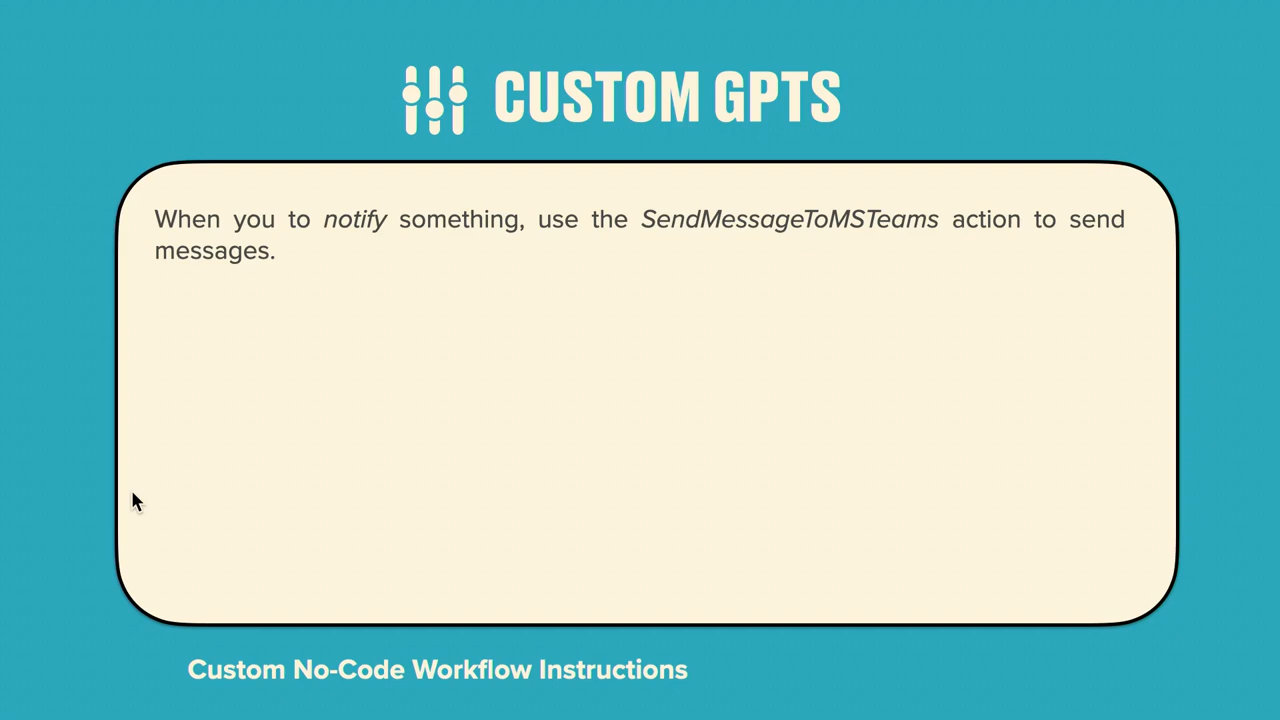 CUSTOM GPTS
When you to notify something, use the SendMessageToMSTeams action to send
messages.
Custom No-Code Workflow Instructions